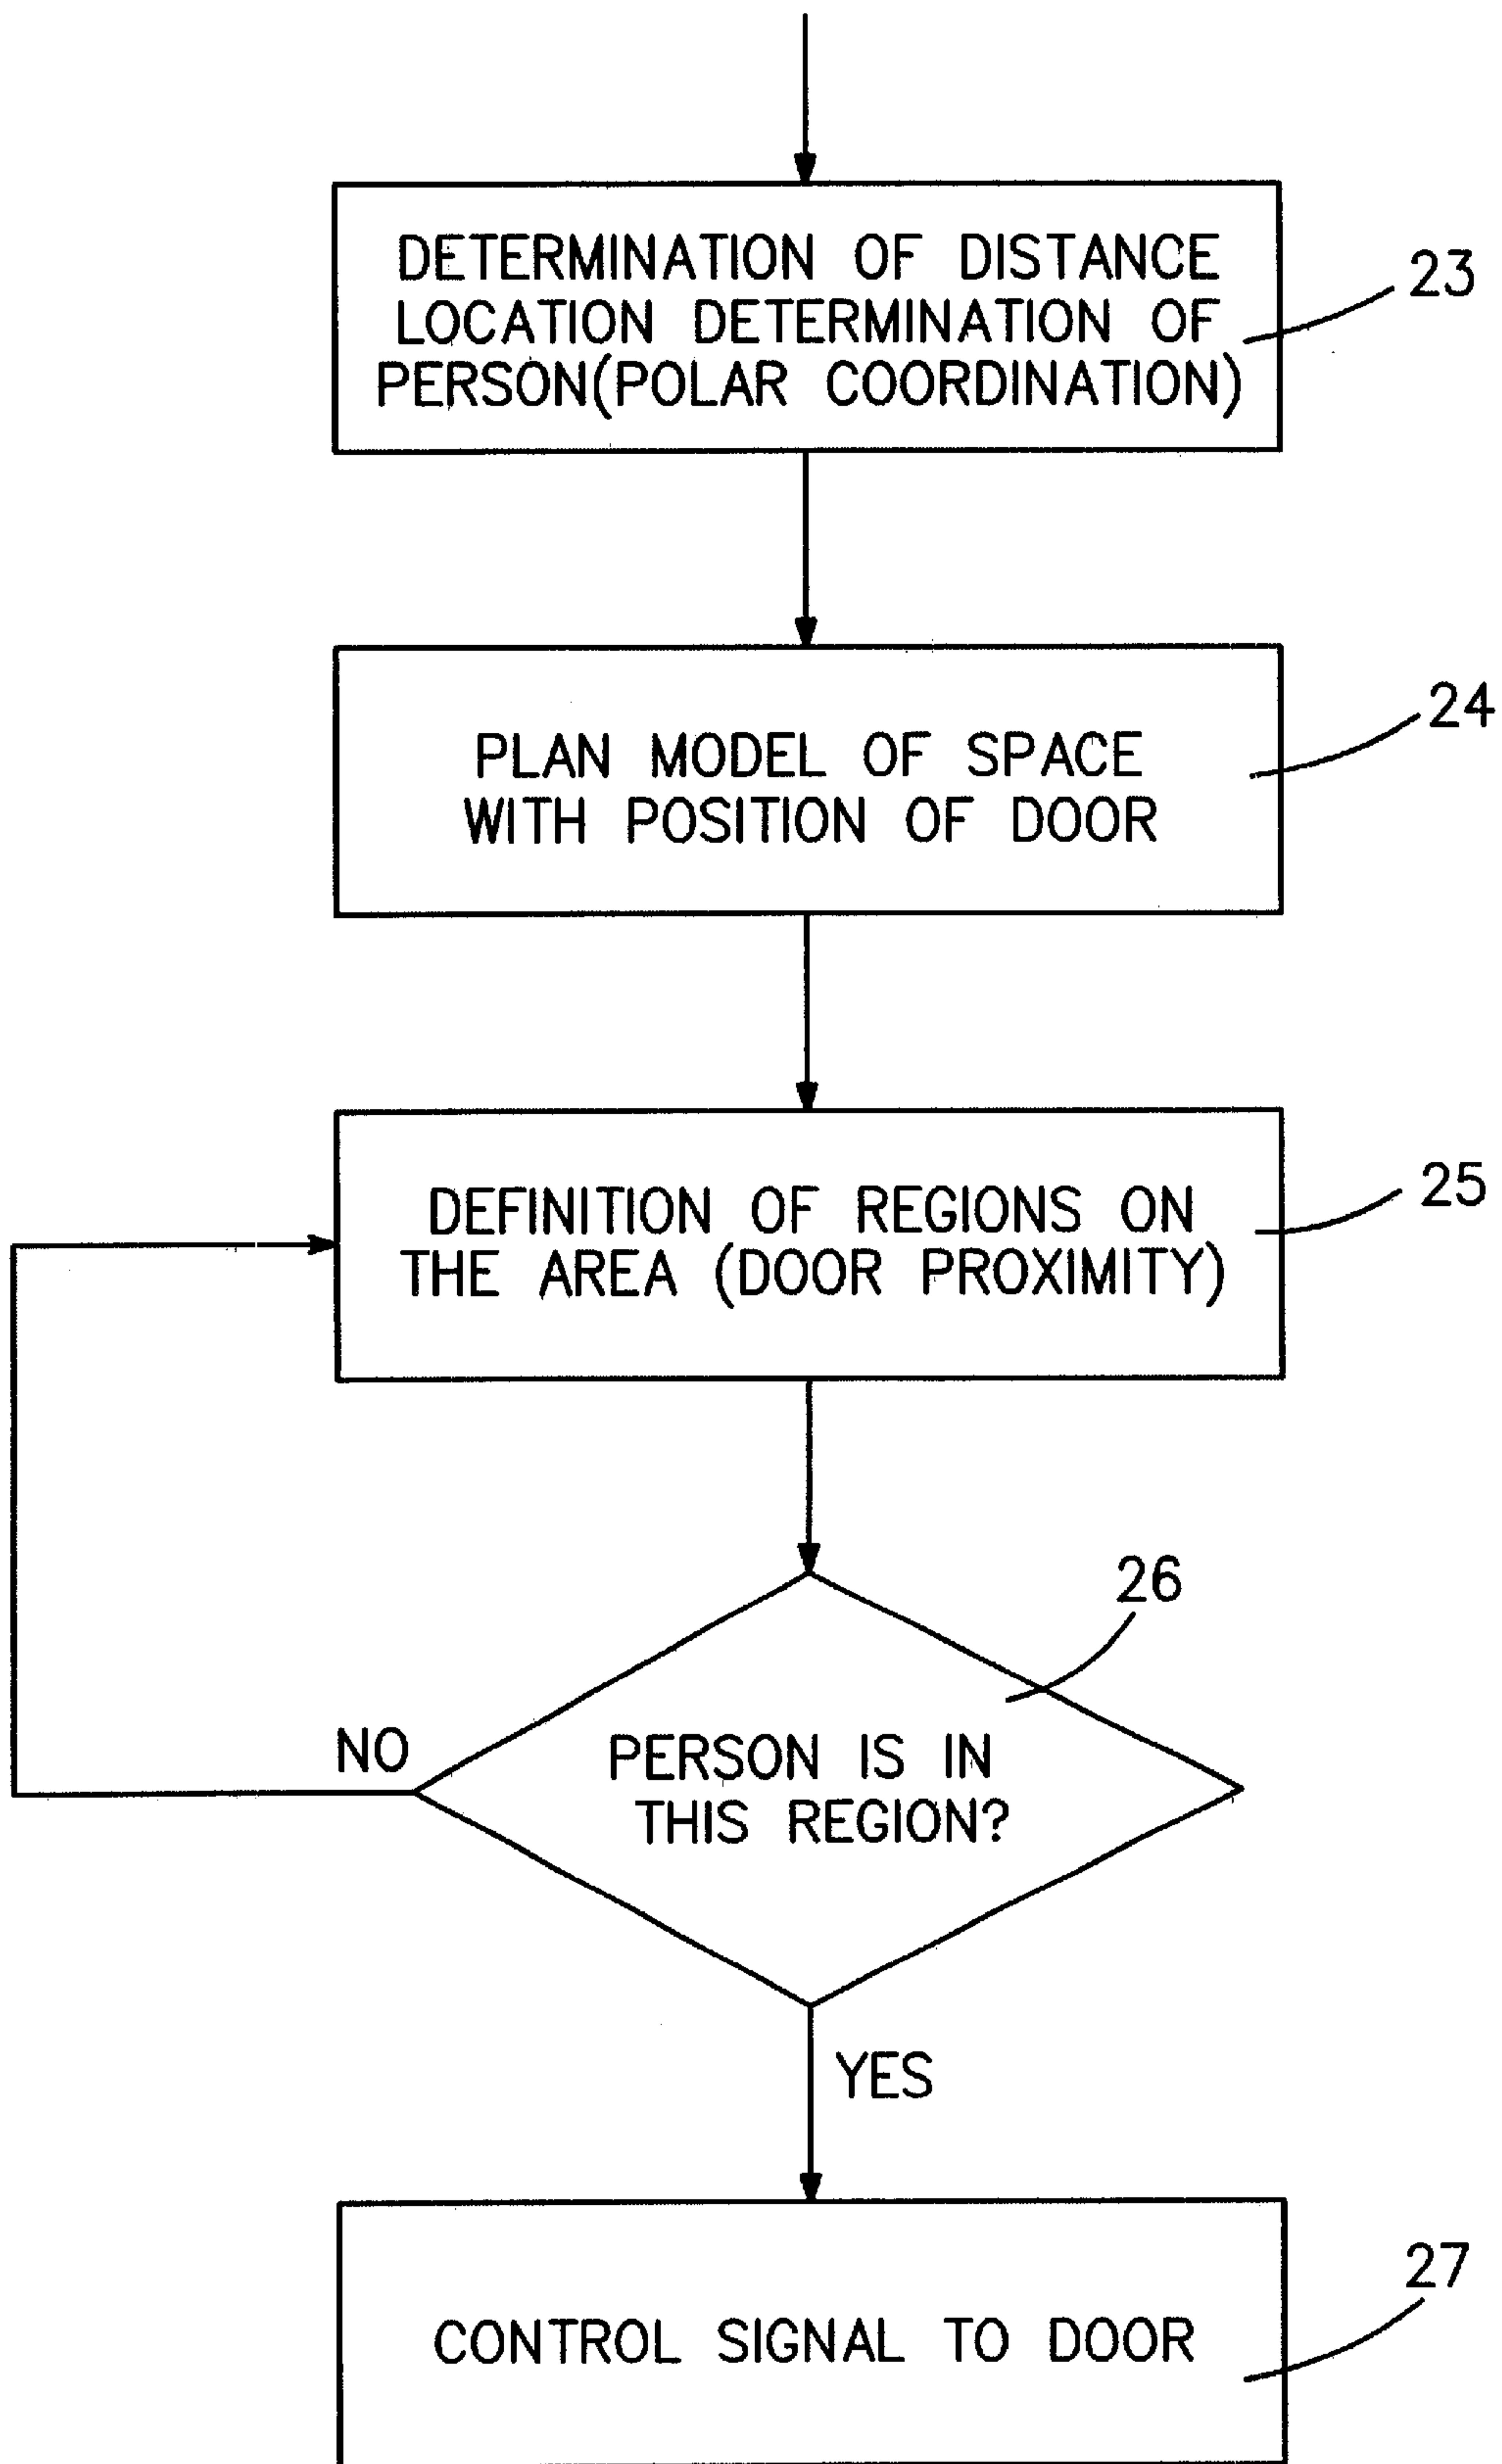 DETERMINATION OF DISTANCE
LOCATION DETERMINATION OF
PERSON(POLAR COORDINATION)
23
PLAN MODEL OF SPACE
WITH POSITION OF DOOR
24
DEFINITION OF REGIONS ON
THE AREA (DOOR PROXIMITY)
25
26
PERSON IS IN
THIS REGION?
NO
YES
CONTROL SIGNAL TO DOOR
27